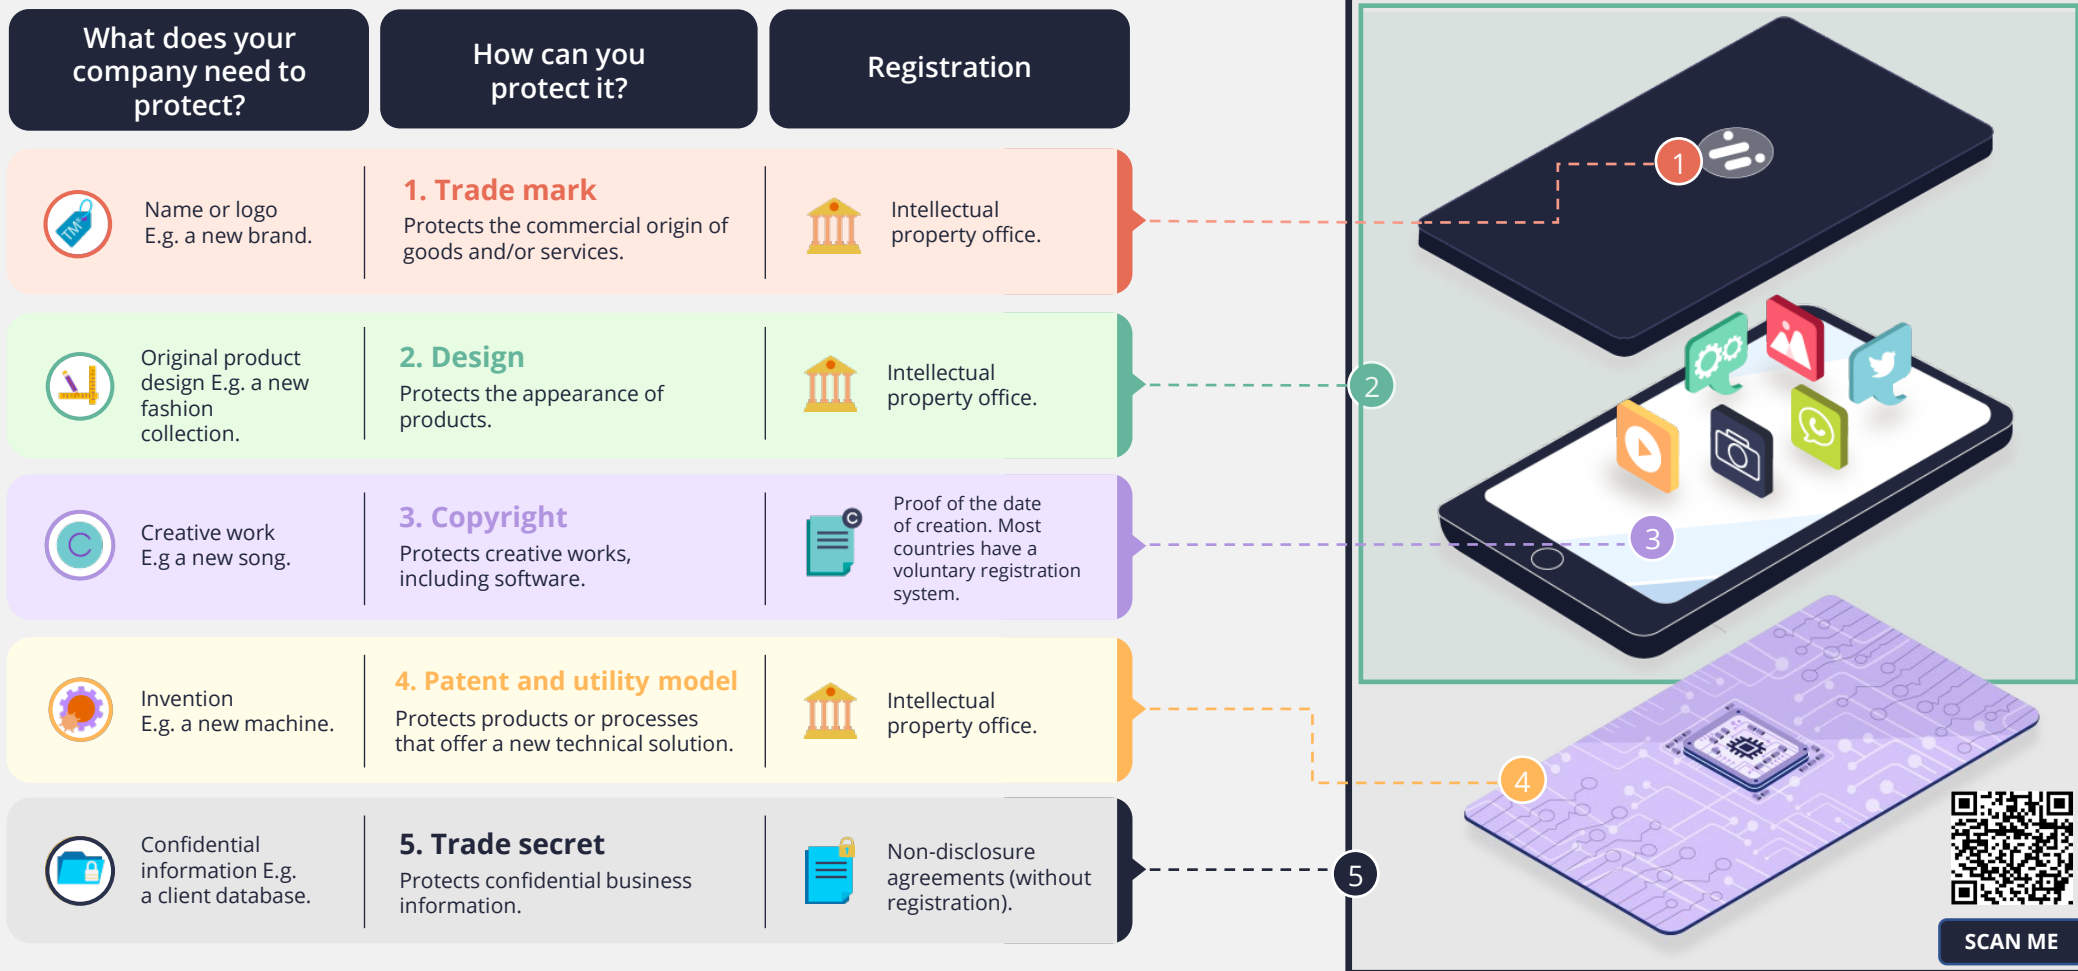 What does your
company need to
protect?
How can you
protect it?
Registration
Name or logo
E.g. a new brand.
1. Trade mark
Protects the commercial origin of
goods and/or services.
Intellectual
property office.
Original product
design E.g. a new
fashion
collection.
2. Design
Protects the appearance of
products.
Intellectual
property office.
Creative work
E.g a new song.
3. Copyright
Protects creative works,
including software.
Proof of the date
of creation. Most
countries have a
voluntary registration
system.
Invention
E.g. a new machine.
4. Patent and utility model
Protects products or processes
that offer a new technical solution.
Intellectual
property office.
Confidential
information E.g.
a client database.
5. Trade secret
Protects confidential business
information.
Non-disclosure
agreements (without
registration).
TM
C
C
1
2
3
4
5
SCAN ME